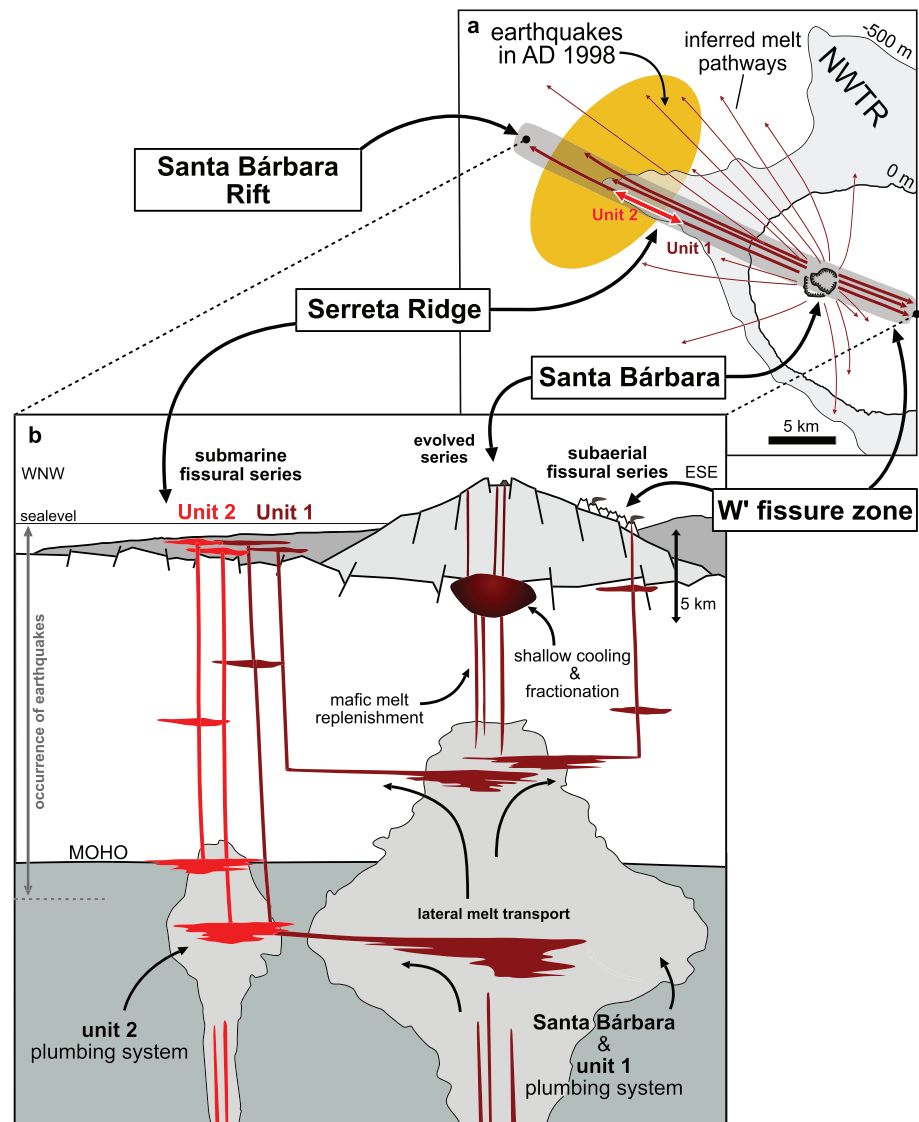 a
earthquakes
in AD 1998
inferred melt
pathways
-500 m
NWTR
0 m
Santa Bárbara
Rift
Unit 2
Unit 1
Serreta Ridge
Santa Bárbara
5 km
b
WNW
submarine
fissural series
evolved
series
subaerial
fissural series
ESE
W' fissure zone
sealevel
Unit 2
Unit 1
5 km
occurrence of earthquakes
shallow cooling
&
fractionation
mafic melt
replenishment
MOHO
lateral melt transport
unit 2
plumbing system
Santa Bárbara
&
unit 1
plumbing system